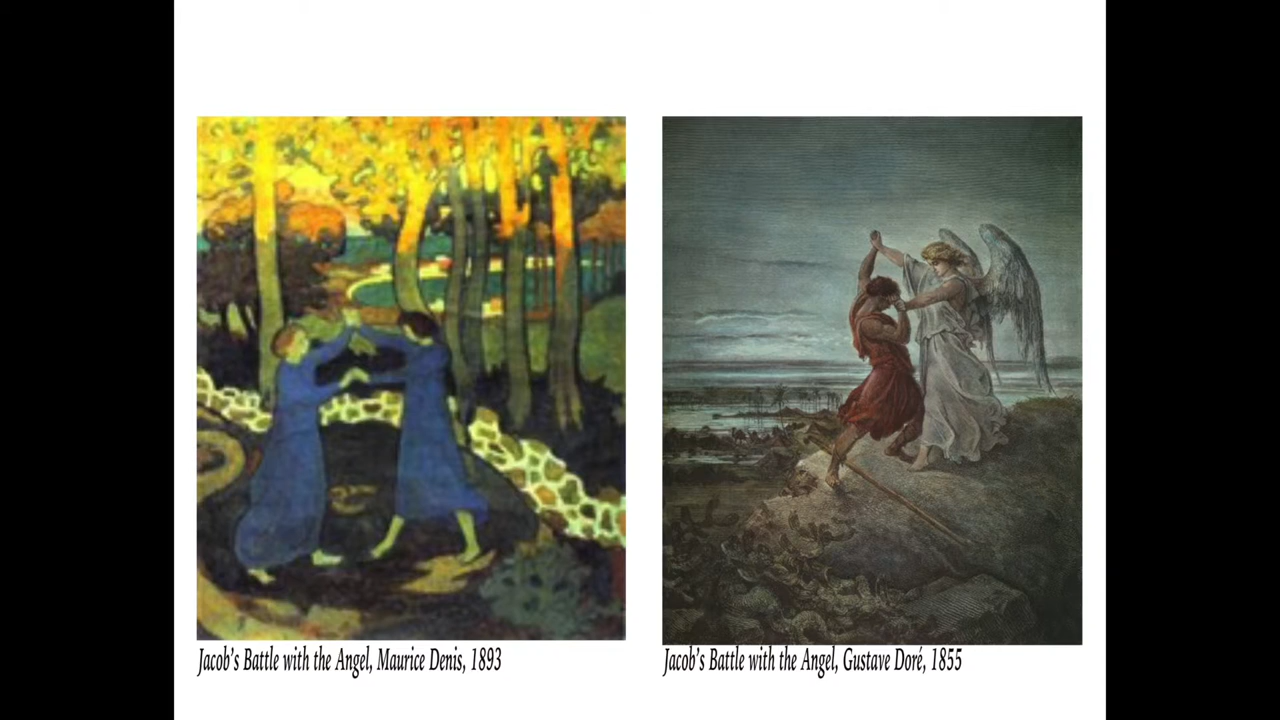 Jacob's Battle with the Angel, Maurice Denis, 1893
Jacob's Battle with the Angel, Gustave Doré, 1855